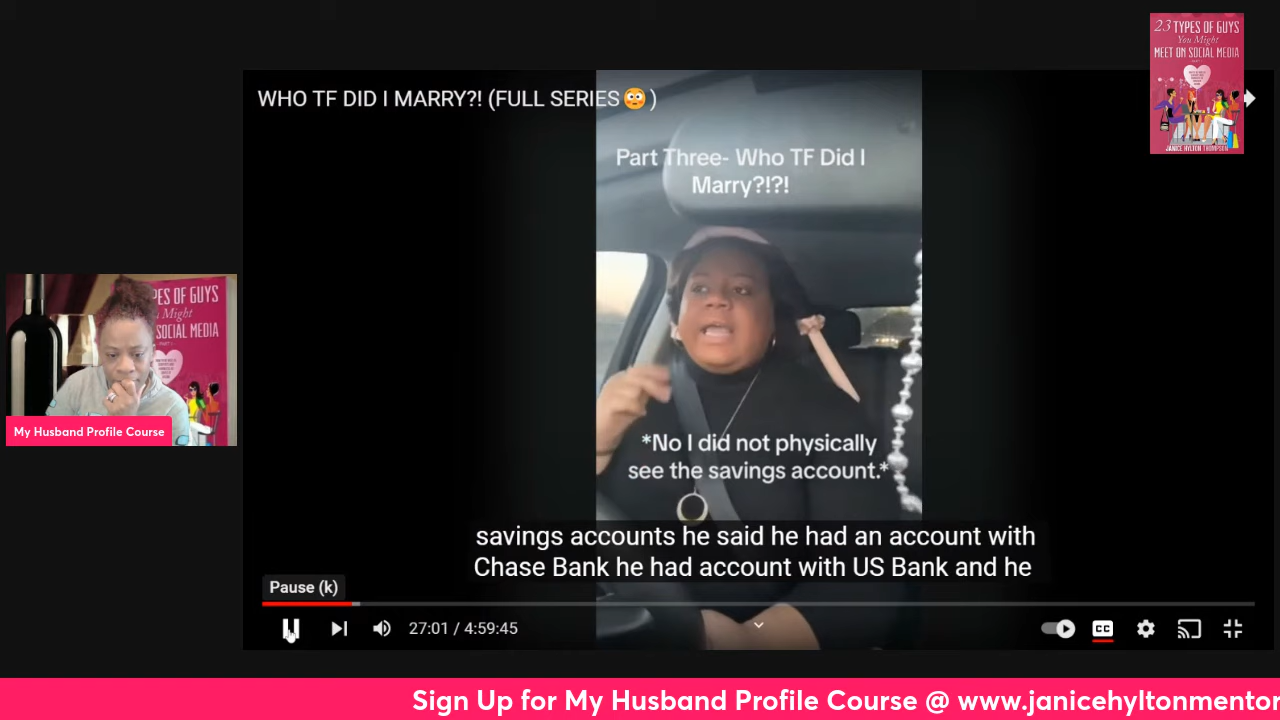 23 TYPES OF GUYS
You Might
MEET ON SOCIAL MEDIA
JANICE HYLTON THOMPSON
WHO TF DID I MARRY?! (FULL SERIES😳)
Part Three- Who TF Did I
Marry?!?!
PES OF GUYS
Might
SOCIAL MEDIA
My Husband Profile Course
*No I did not physically
see the savings account.*
savings accounts he said he had an account with
Chase Bank he had account with US Bank and he
Pause (k)
27:01 / 4:59:45
CC
Sign Up for My Husband Profile Course @ www.janicehyltonmentor